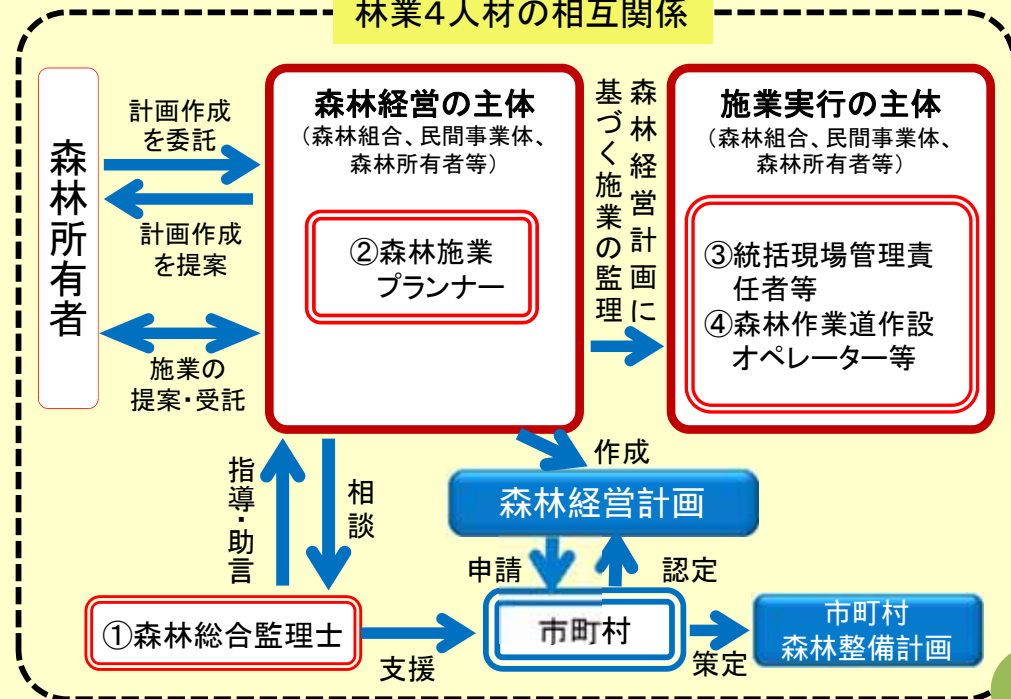 林業4人材の相互関係
森林所有者
計画作成
を委託
計画作成
を提案
施業の
提案・受託
森林経営の主体
（森林組合、民間事業体、
森林所有者等）
②森林施業
プランナー
森林経営計画に
基づく施業の監理
施業実行の主体
（森林組合、民間事業体、
森林所有者等）
③統括現場管理責
任者等
④森林作業道作設
オペレーター等
指導・助言
相談
作成
森林経営計画
申請
認定
①森林総合監理士
支援
市町村
策定
市町村
森林整備計画